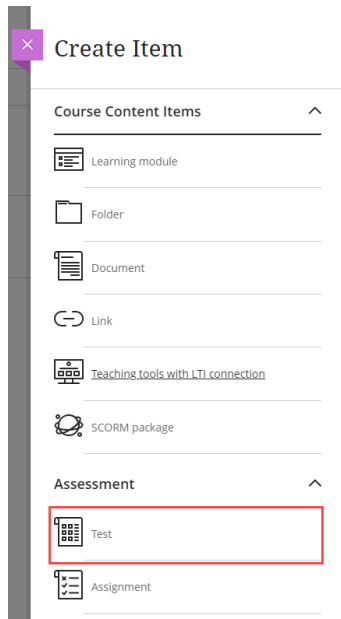 Create Item
Course Content Items
Learning module
Folder
Document
Link
Teaching tools with LTI connection
SCORM package
Assessment
Test
Assignment